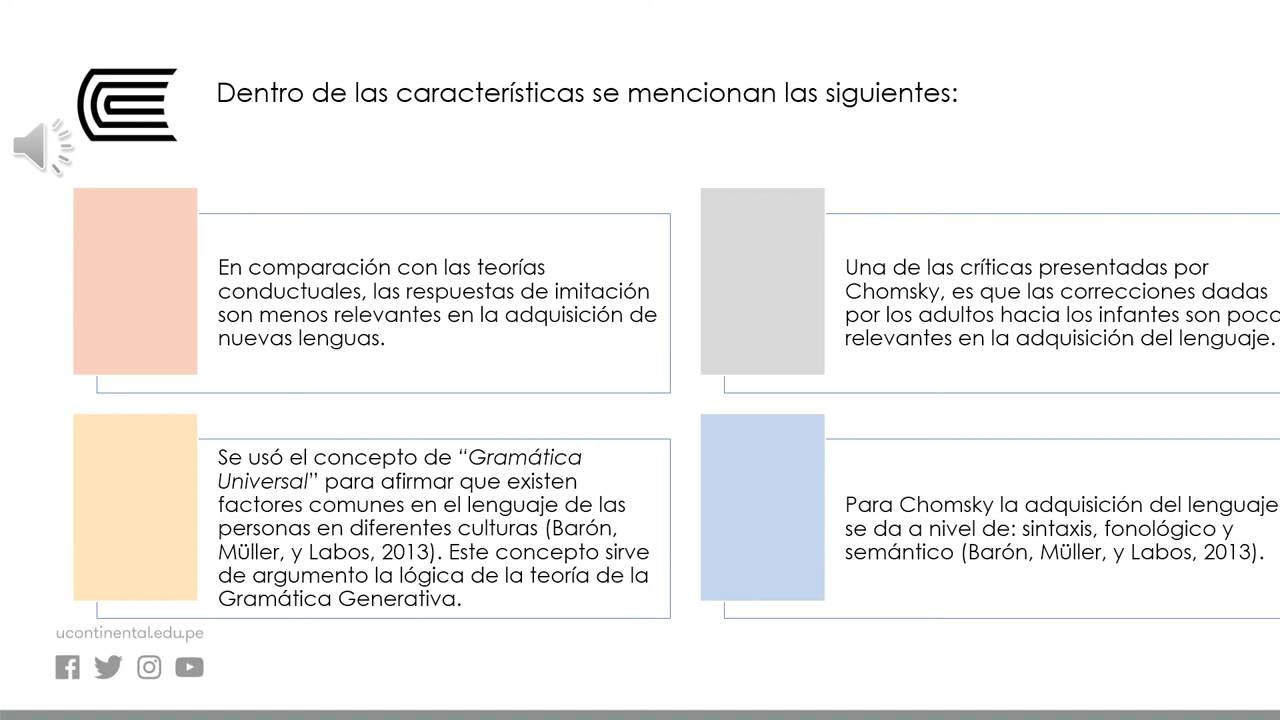 Dentro de las características se mencionan las siguientes:
En comparación con las teorías
conductuales, las respuestas de imitación
son menos relevantes en la adquisición de
nuevas lenguas.
Una de las críticas presentadas por
Chomsky, es que las correcciones dadas
por los adultos hacia los infantes son poco
relevantes en la adquisición del lenguaje.
Se usó el concepto de “Gramática
Universal” para afirmar que existen
factores comunes en el lenguaje de las
personas en diferentes culturas (Barón,
Müller, y Labos, 2013). Este concepto sirve
de argumento la lógica de la teoría de la
Gramática Generativa.
Para Chomsky la adquisición del lenguaje
se da a nivel de: sintaxis, fonológico y
semántico (Barón, Müller, y Labos, 2013).
ucontinental.edu.pe